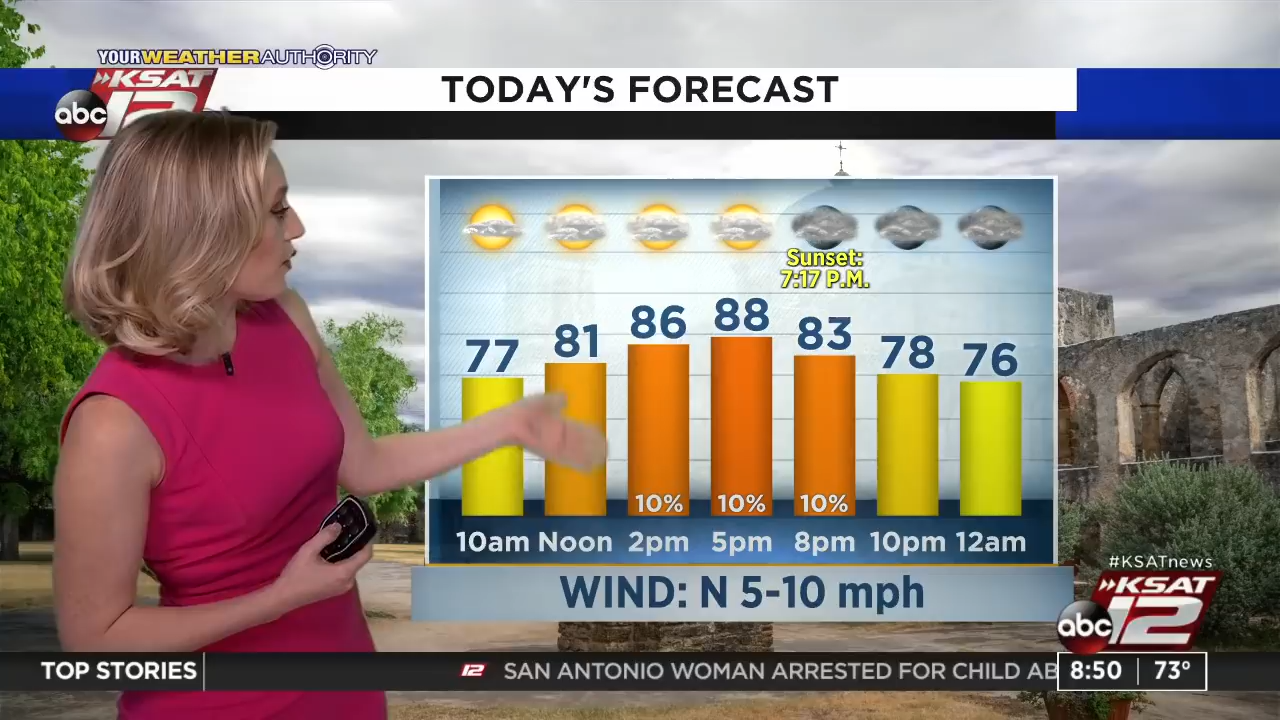 YOURWEATHERAUTHORITY
KSAT
abc 12
TODAY'S FORECAST
Sunset:
7:17 P.M.
77 81 86 88 83 78 76
10% 10% 10%
10am Noon 2pm 5pm 8pm 10pm 12am
WIND: N 5-10 mph
#KSATnews
KSAT
abc 12
TOP STORIES 12 SAN ANTONIO WOMAN ARRESTED FOR CHILD AB 8:50 73°